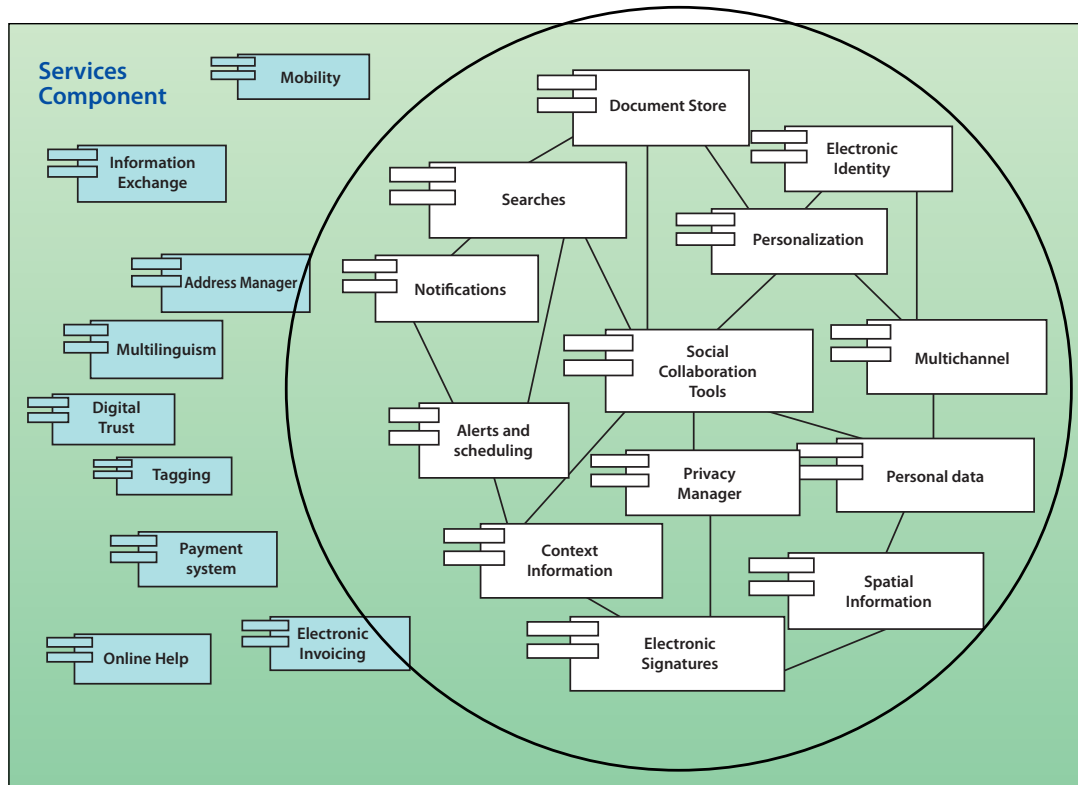 Services
Component
Mobility
Document Store
Information
Exchange
Electronic
Identity
Searches
Personalization
Address Manager
Notifications
Multilinguism
Social
Collaboration
Tools
Multichannel
Digital
Trust
Alerts and
scheduling
Tagging
Privacy
Manager
Personal data
Payment
system
Context
Information
Spatial
Information
Online Help
Electronic
Invoicing
Electronic
Signatures